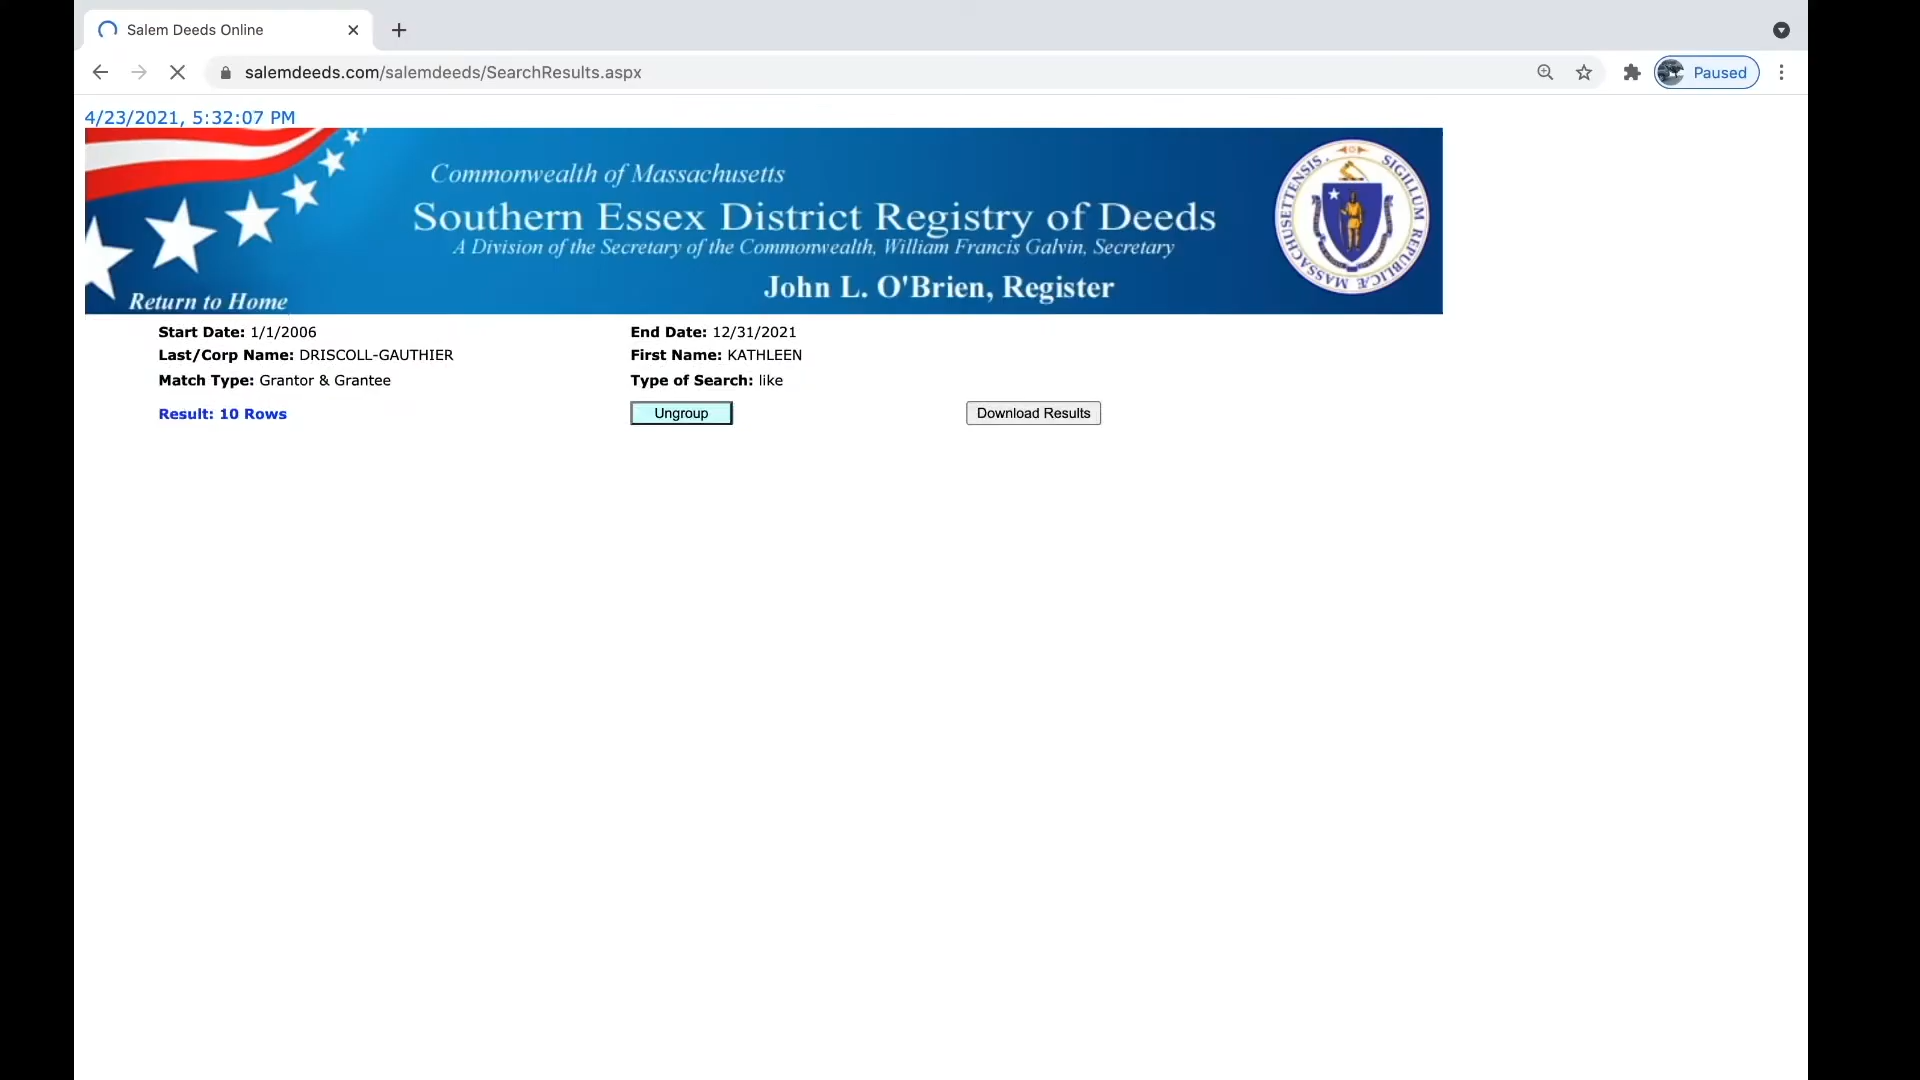 Salem Deeds Online
salemdeeds.com/salemdeeds/SearchResults.aspx
Paused
4/23/2021, 5:32:07 PM
Commonwealth of Massachusetts
Southern Essex District Registry of Deeds
A Division of the Secretary of the Commonwealth, William Francis Galvin, Secretary
John L. O'Brien, Register
Return to Home
SIGILLUM REIPUBLICÆ MASSACHUSETTENSIS.
Start Date: 1/1/2006 End Date: 12/31/2021
Last/Corp Name: DRISCOLL-GAUTHIER First Name: KATHLEEN
Match Type: Grantor & Grantee Type of Search: like
Result: 10 Rows Ungroup Download Results